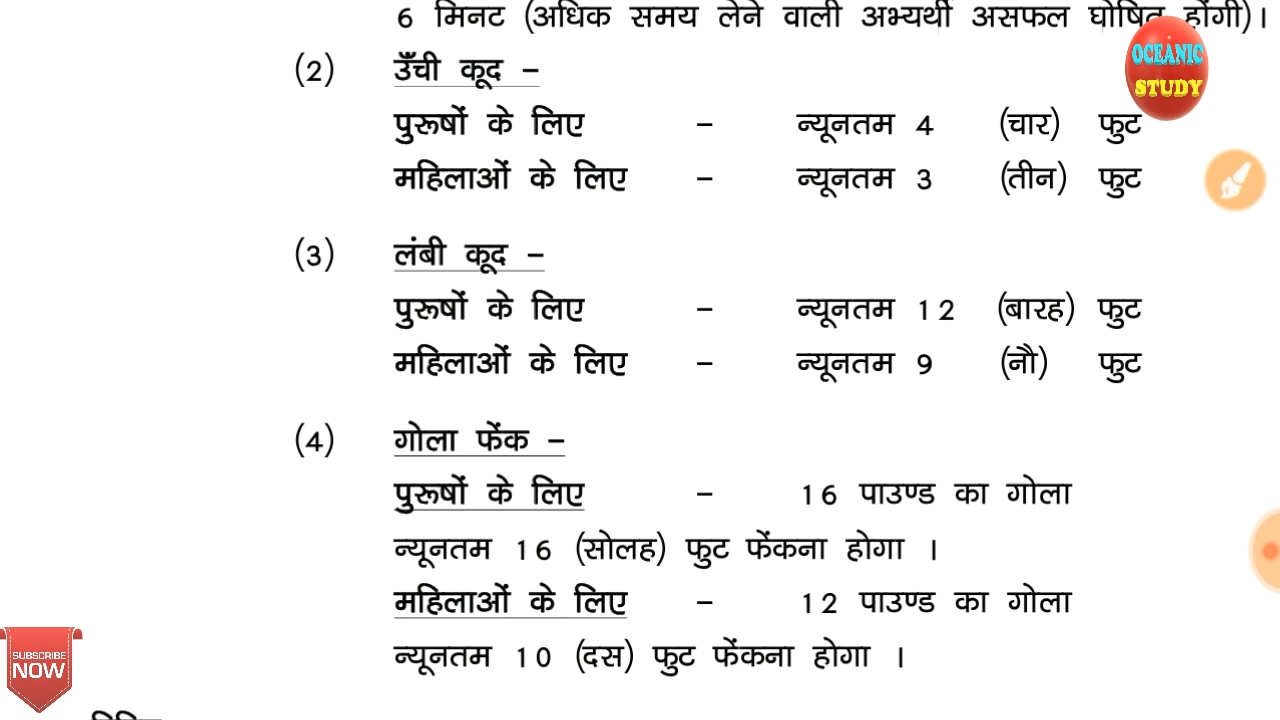 6 मिनट (अधिक समय लेने वाली अभ्यर्थी असफल घोषित होंगी)।
OCEANIC
STUDY
(2) उँची कूद –
पुरूषों के लिए – न्यूनतम 4 (चार) फुट
महिलाओं के लिए – न्यूनतम 3 (तीन) फुट
(3) लंबी कूद –
पुरूषों के लिए – न्यूनतम 12 (बारह) फुट
महिलाओं के लिए – न्यूनतम 9 (नौ) फुट
(4) गोला फेंक –
पुरूषों के लिए – 16 पाउण्ड का गोला
न्यूनतम 16 (सोलह) फुट फेंकना होगा ।
महिलाओं के लिए – 12 पाउण्ड का गोला
न्यूनतम 10 (दस) फुट फेंकना होगा ।
SUBSCRIBE
NOW